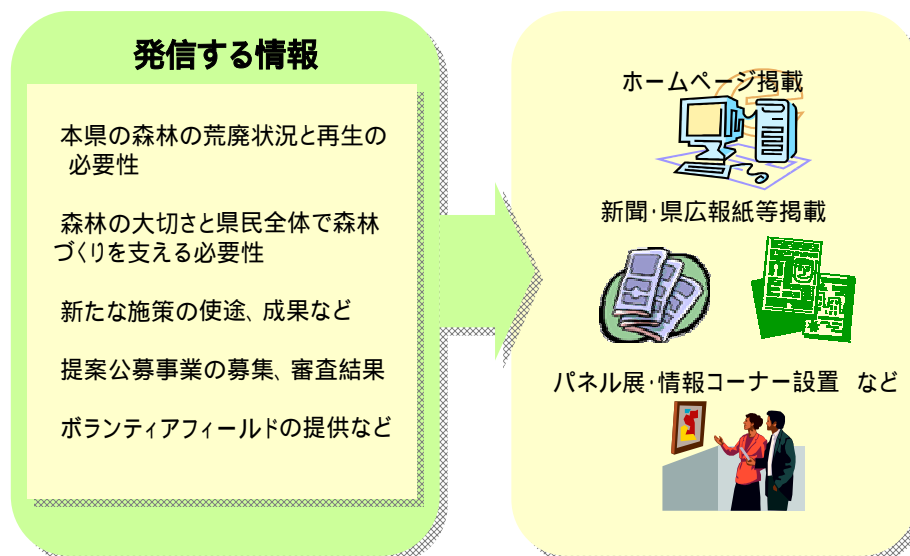 発信する情報
本県の森林の荒廃状況と再生の
必要性
森林の大切さと県民全体で森林
づくりを支える必要性
新たな施策の使途、成果など
提案公募事業の募集、審査結果
ボランティアフィールドの提供など
ホームページ掲載
新聞・県広報紙等掲載
パネル展・情報コーナー設置　など